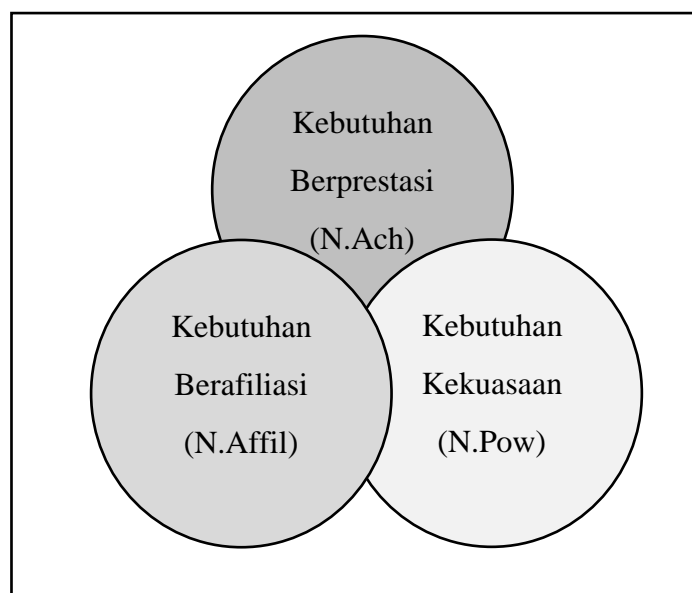 Kebutuhan
Berprestasi
(N.Ach)
Kebutuhan
Berafiliasi
(N.Affil)
Kebutuhan
Kekuasaan
(N.Pow)